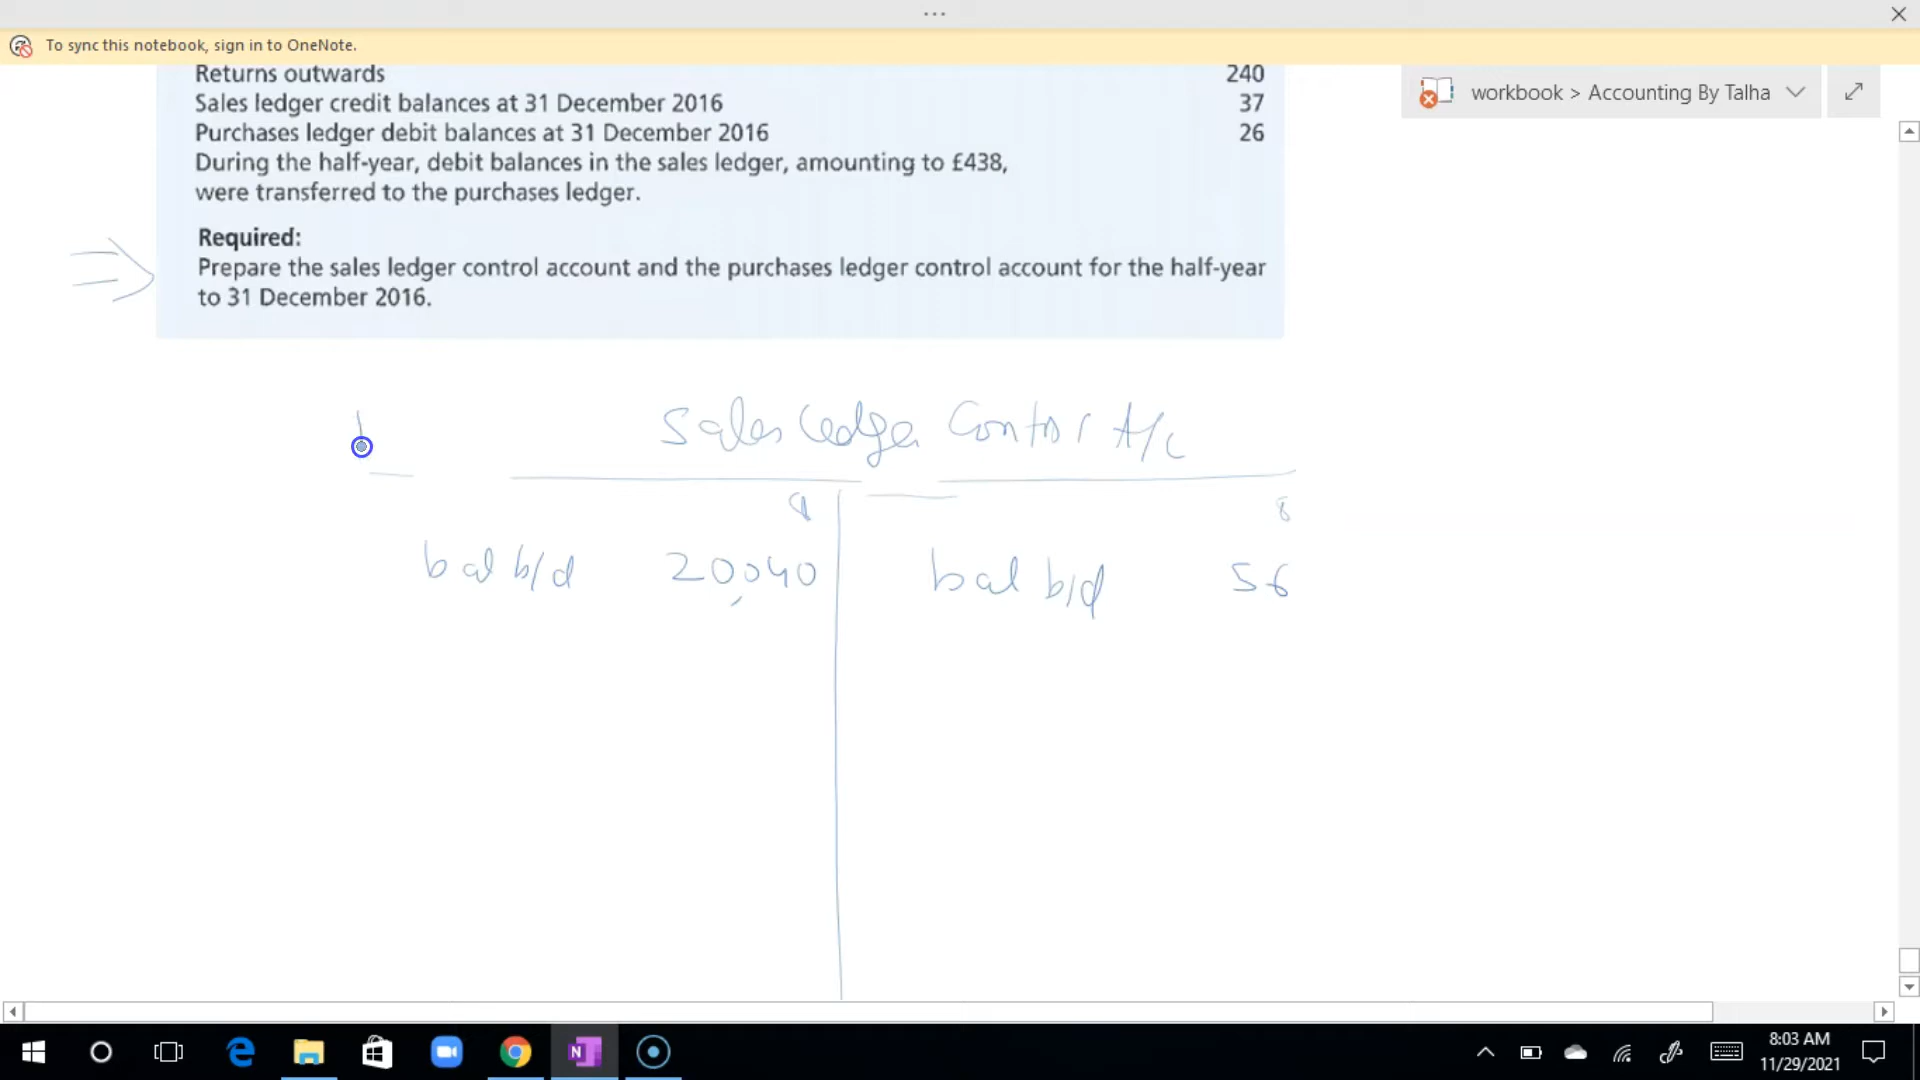 To sync this notebook, sign in to OneNote.
workbook > Accounting By Talha
Returns outwards 240
Sales ledger credit balances at 31 December 2016 37
Purchases ledger debit balances at 31 December 2016 26
During the half-year, debit balances in the sales ledger, amounting to £438,
were transferred to the purchases ledger.
Required:
Prepare the sales ledger control account and the purchases ledger control account for the half-year
to 31 December 2016.
Sales Ledger Control A/c
bal b/d 20,040 bal b/d 56
8:03 AM
11/29/2021